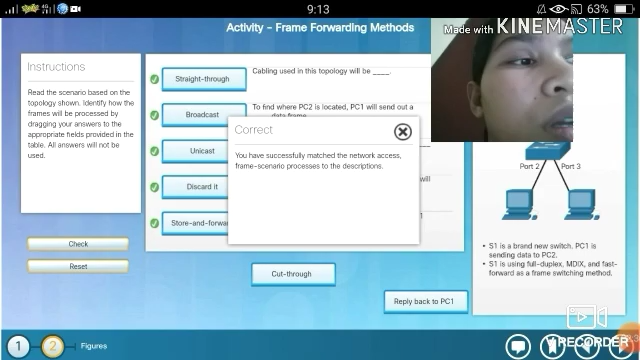 9:13
63%
Made with KINEMASTER
Activity - Frame Forwarding Methods
Instructions
Read the scenario based on the
topology shown. Identify how the
frames will be processed by
dragging your answers to the
appropriate fields provided in the
table. All answers will not be
used.
Check
Reset
Straight-through
Cabling used in this topology will be ____.
Broadcast
To find where PC2 is located, PC1 will send out a
data frame.
Unicast
Discard it
will
Store-and-forwa
Correct
You have successfully matched the network access,
frame-scenario processes to the descriptions.
Cut-through
Reply back to PC1
Port 2
Port 3
• S1 is a brand new switch, PC1 is
sending data to PC2.
• S1 is using full-duplex, MDIX, and fast-
forward as a frame switching method.
1
2
Figures
V RECORDER